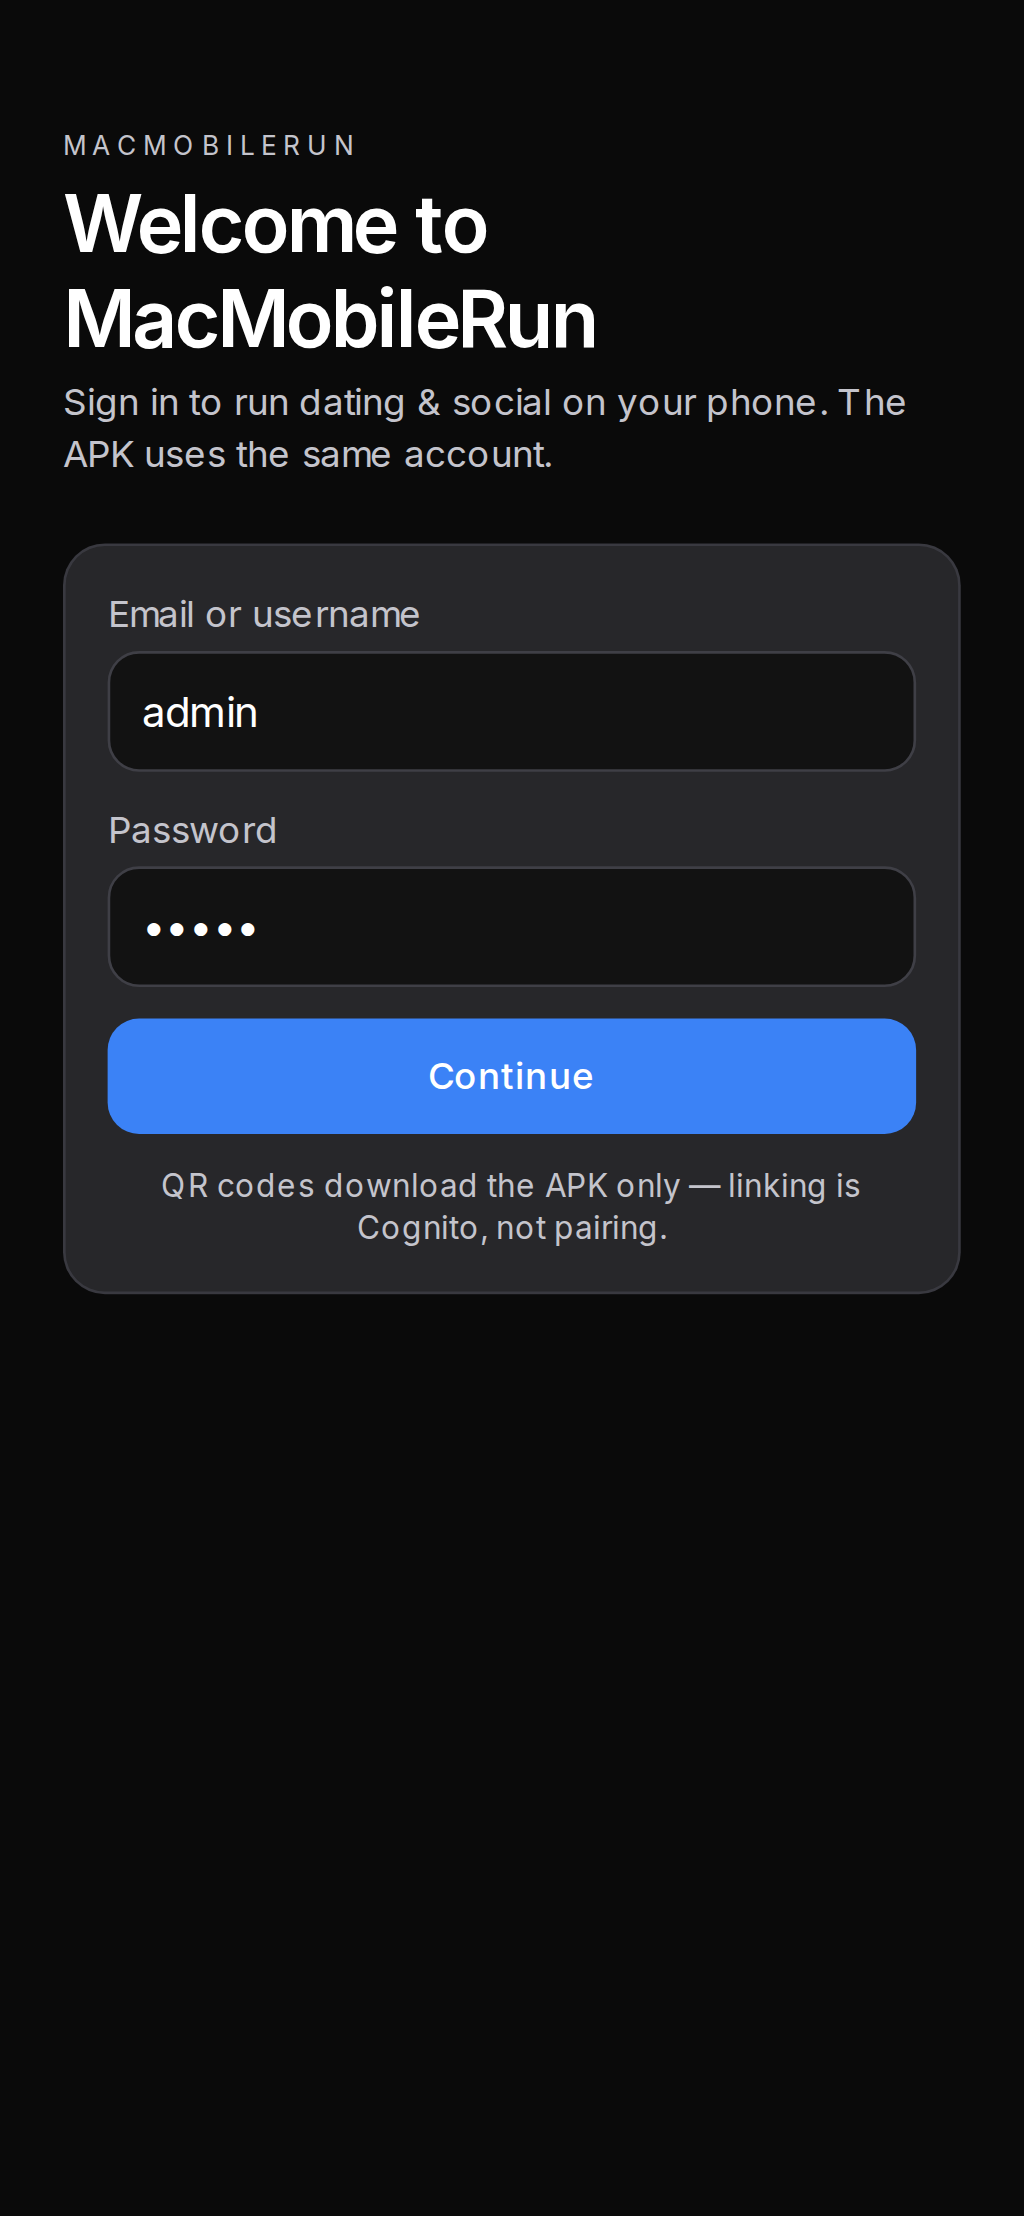 MACMOBILERUN
Welcome to
MacMobileRun
Sign in to run dating & social on your phone. The
APK uses the same account.
Email or username
admin
Password
•••••
Continue
QR codes download the APK only — linking is
Cognito, not pairing.